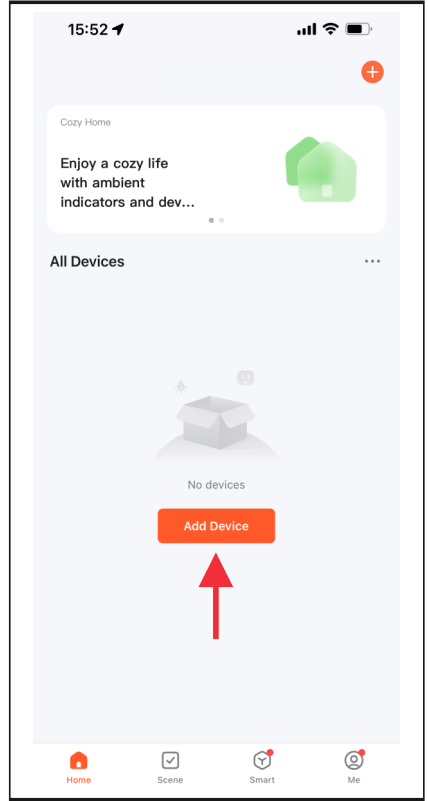 15:52
Cozy Home
Enjoy a cozy life
with ambient
indicators and dev...
All Devices
No devices
Add Device
Home
Scene
Smart
Me